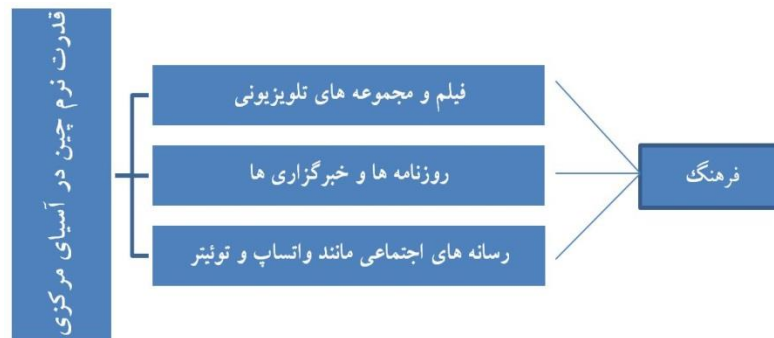 قدرت نرم چین در آسیای مرکزی
فیلم و مجموعه های تلویزیونی
روزنامه ها و خبرگزاری ها
رسانه های اجتماعی مانند واتساپ و توئیتر
فرهنگ